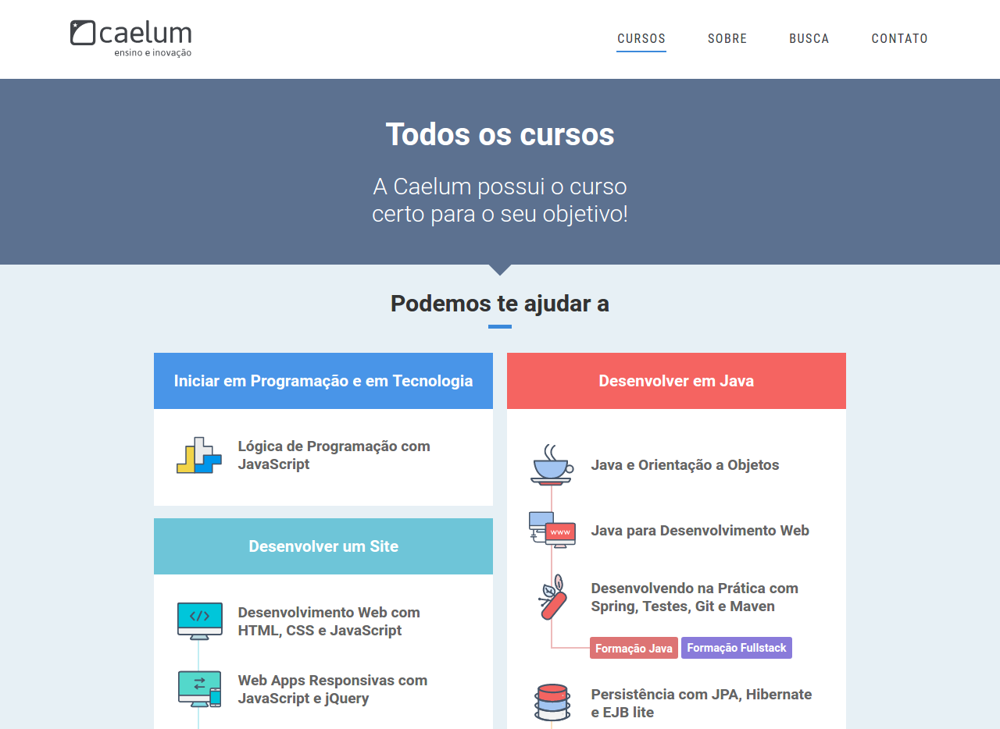 caelum
ensino e inovação
CURSOS
SOBRE
BUSCA
CONTATO
Todos os cursos
A Caelum possui o curso
certo para o seu objetivo!
Podemos te ajudar a
Iniciar em Programação e em Tecnologia
Lógica de Programação com
JavaScript
Desenvolver um Site
</>
Desenvolvimento Web com
HTML, CSS e JavaScript
Web Apps Responsivas com
JavaScript e jQuery
Desenvolver em Java
Java e Orientação a Objetos
www
Java para Desenvolvimento Web
Desenvolvendo na Prática com
Spring, Testes, Git e Maven
Formação Java
Formação Fullstack
Persistência com JPA, Hibernate
e EJB lite